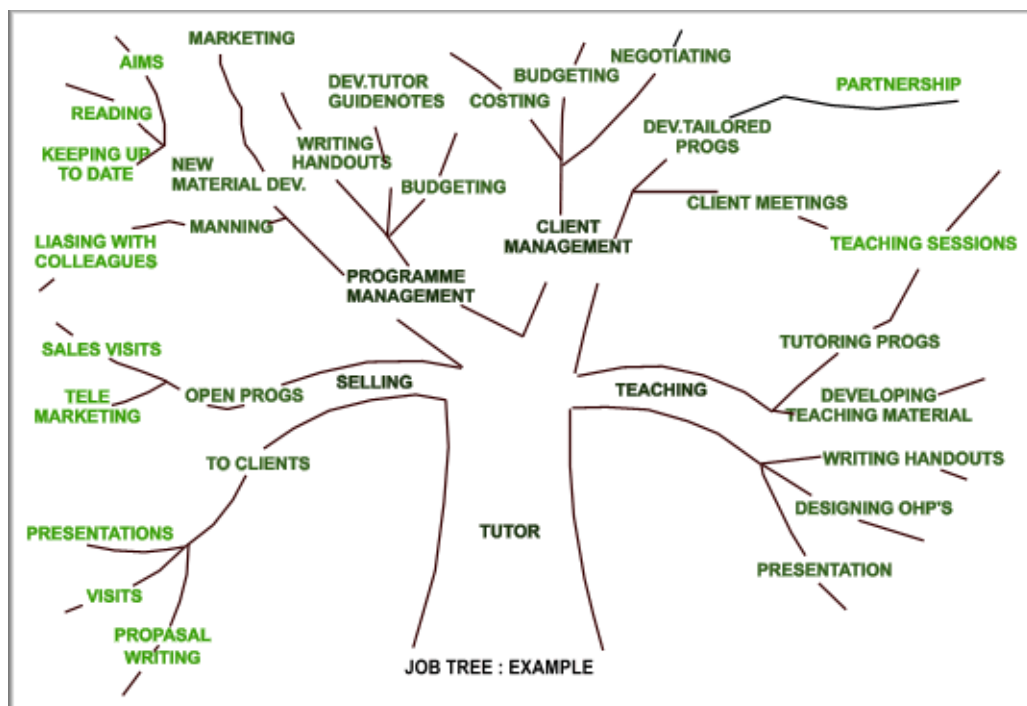 MARKETING
AIMS
NEGOTIATING
BUDGETING
DEV.TUTOR
GUIDENOTES
PARTNERSHIP
COSTING
READING
DEV.TAILORED
PROGS
WRITING
HANDOUTS
KEEPING UP
TO DATE
NEW
MATERIAL DEV.
BUDGETING
CLIENT MEETINGS
MANNING
CLIENT
MANAGEMENT
LIASING WITH
COLLEAGUES
TEACHING SESSIONS
PROGRAMME
MANAGEMENT
SALES VISITS
TUTORING PROGS
SELLING
TEACHING
OPEN PROGS
TELE
MARKETING
DEVELOPING
TEACHING MATERIAL
TO CLIENTS
WRITING HANDOUTS
DESIGNING OHP'S
PRESENTATIONS
TUTOR
PRESENTATION
VISITS
PROPASAL
WRITING
JOB TREE : EXAMPLE